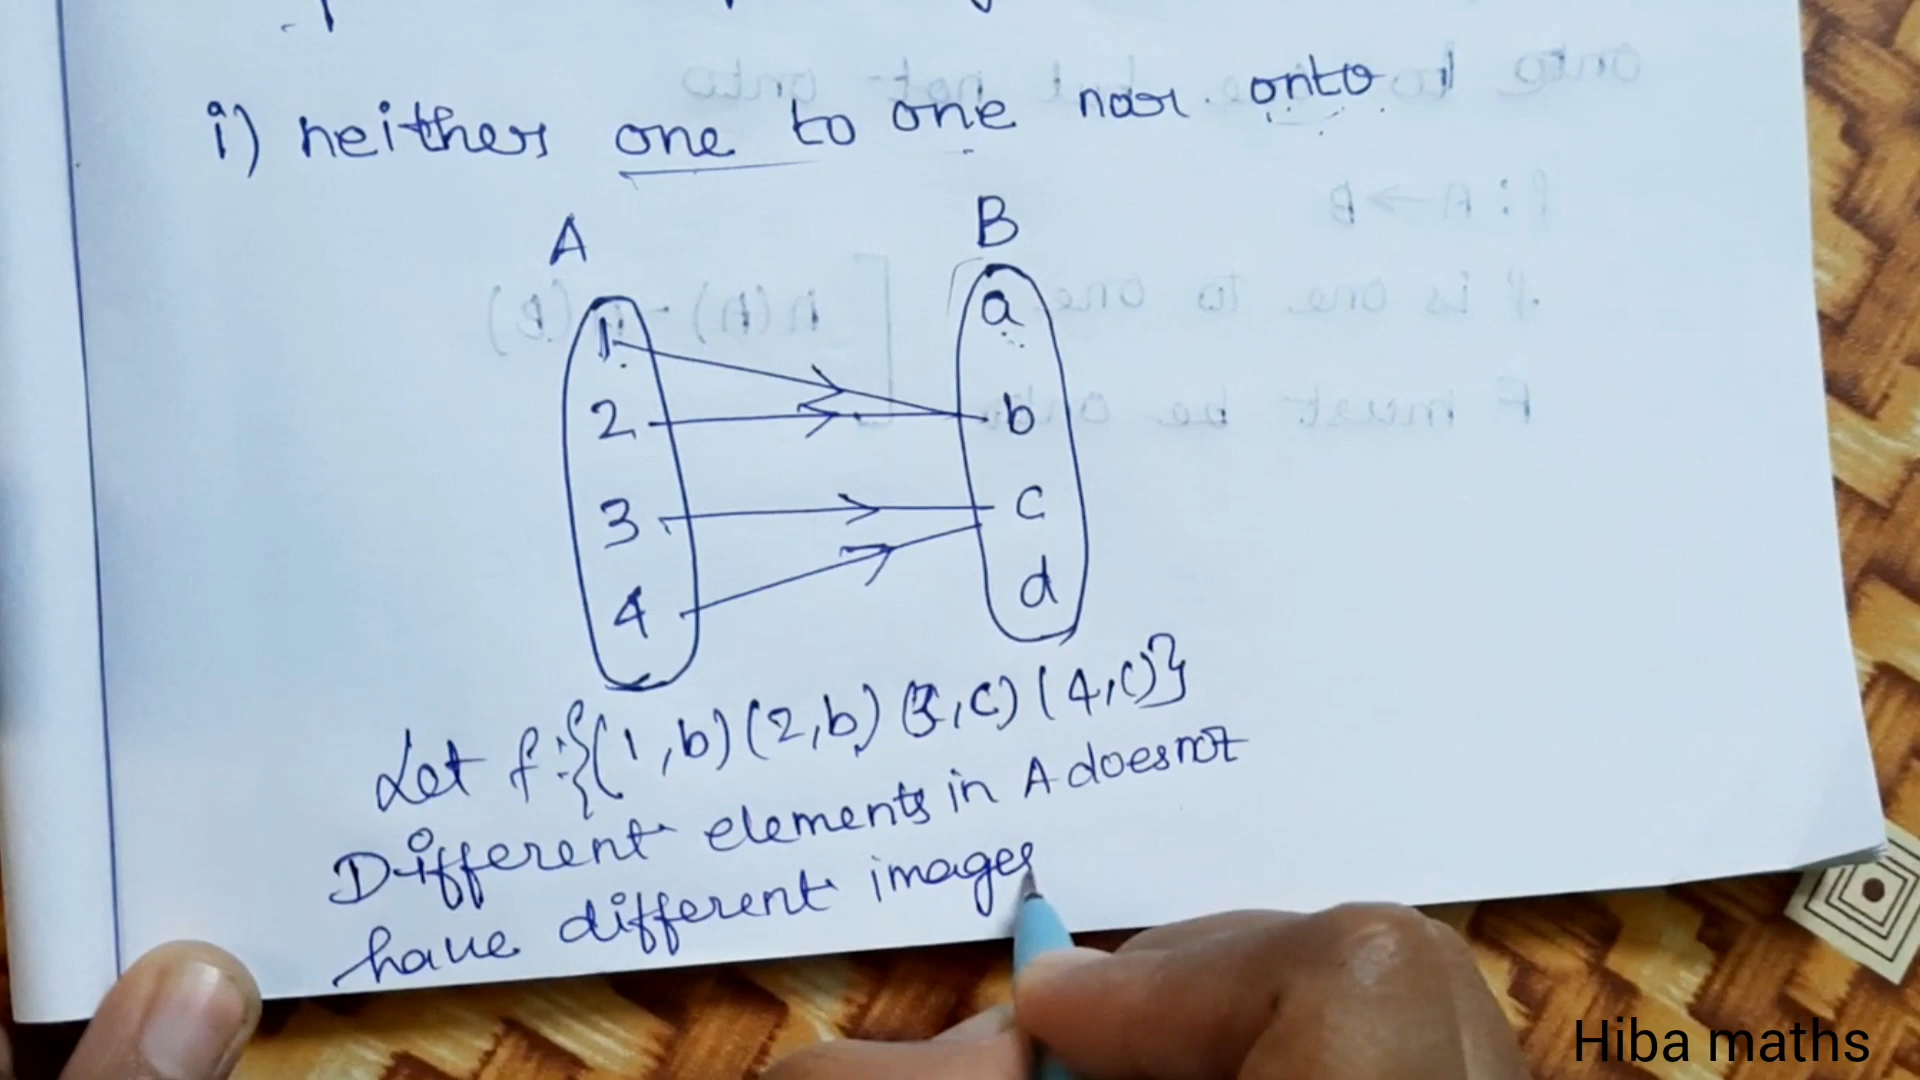 i) neither one to one nor onto
A B
1 a
2 b
3 c
4 d
Let f:{(1,b)(2,b)(3,c)(4,c)}
Different elements in A doesnot
have different images
Hiba maths